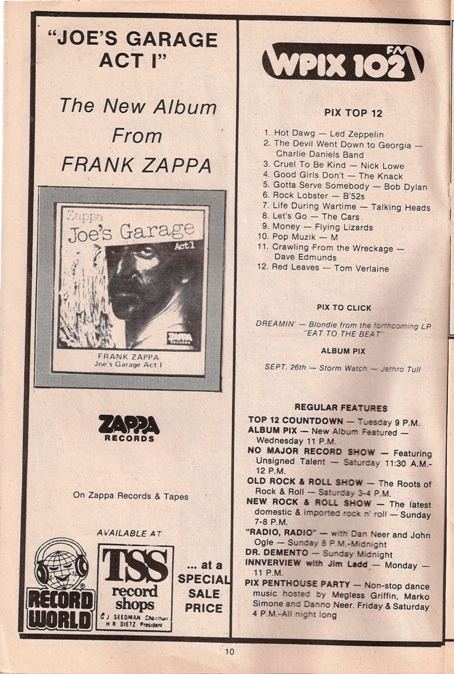 "JOE'S GARAGE
ACT I"
The New Album
From
FRANK ZAPPA
Zappa
Joe's Garage
Act I
FRANK ZAPPA
Joe's Garage Act I
ZAPPA
RECORDS
On Zappa Records & Tapes
AVAILABLE AT
RECORD
WORLD
TSS
record
shops
C J SEEDMAN Chairman
H R DIETZ President
... at a
SPECIAL
SALE
PRICE
WPIX 102
FM
PIX TOP 12
1. Hot Dawg — Led Zeppelin
2. The Devil Went Down to Georgia —
Charlie Daniels Band
3. Cruel To Be Kind — Nick Lowe
4. Good Girls Don't — The Knack
5. Gotta Serve Somebody — Bob Dylan
6. Rock Lobster — B'52s
7. Life During Wartime — Talking Heads
8. Let's Go — The Cars
9. Money — Flying Lizards
10. Pop Muzik — M
11. Crawling From the Wreckage —
Dave Edmunds
12. Red Leaves — Tom Verlaine
PIX TO CLICK
DREAMIN' — Blondie from the forthcoming LP
"EAT TO THE BEAT"
ALBUM PIX
SEPT. 26th — Storm Watch — Jethro Tull
REGULAR FEATURES
TOP 12 COUNTDOWN — Tuesday 9 P.M.
ALBUM PIX — New Album Featured —
Wednesday 11 P.M.
NO MAJOR RECORD SHOW — Featuring
Unsigned Talent — Saturday 11:30 A.M.-
12 P.M.
OLD ROCK & ROLL SHOW — The Roots of
Rock & Roll — Saturday 3-4 P.M.
NEW ROCK & ROLL SHOW — The latest
domestic & imported rock n' roll — Sunday
7-8 P.M.
"RADIO, RADIO" — with Dan Neer and John
Ogle — Sunday 8 P.M.-Midnight
DR. DEMENTO — Sunday Midnight
INNVERVIEW with Jim Ladd — Monday —
11 P.M.
PIX PENTHOUSE PARTY — Non-stop dance
music hosted by Megless Griffin, Marko
Simone and Danno Neer. Friday & Saturday
4 P.M.-All night long
10